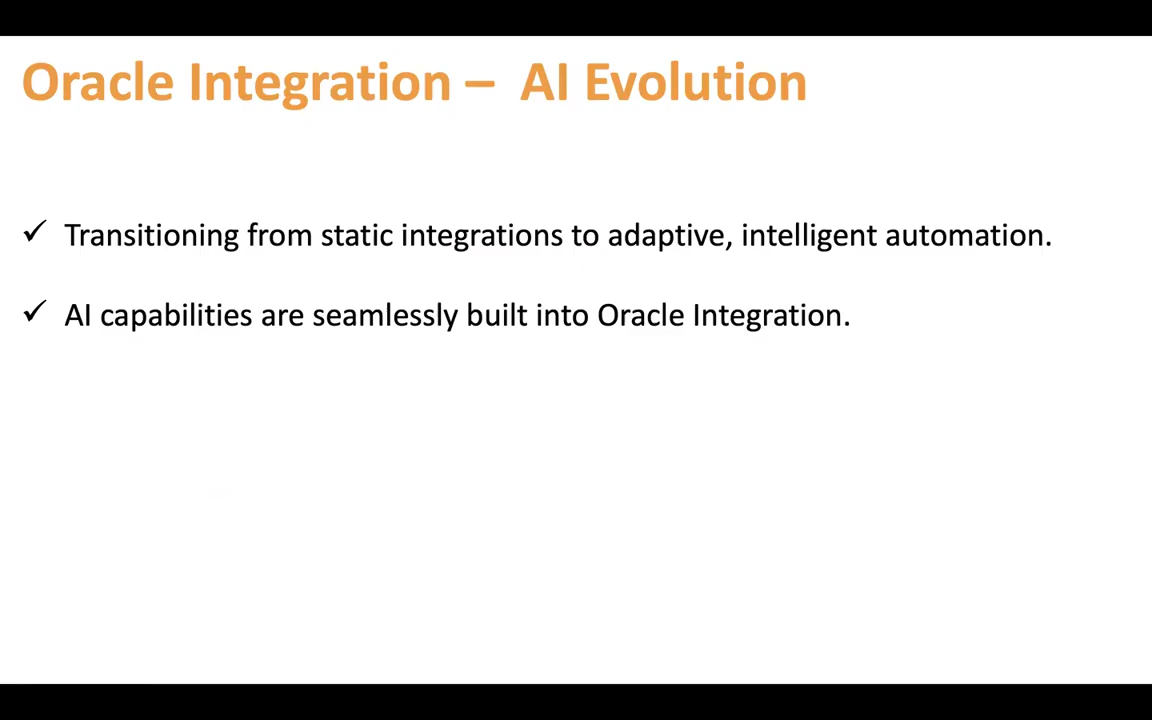 Oracle Integration – AI Evolution
✓ Transitioning from static integrations to adaptive, intelligent automation.
✓ AI capabilities are seamlessly built into Oracle Integration.